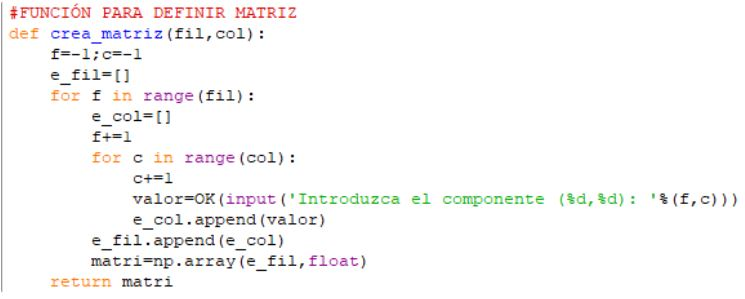 #FUNCIÓN PARA DEFINIR MATRIZ
def crea_matriz(fil,col):
    f=-1;c=-1
    e_fil=[]
    for f in range(fil):
        e_col=[]
        f+=1
        for c in range(col):
            c+=1
            valor=OK(input('Introduzca el componente (%d,%d): '%(f,c)))
            e_col.append(valor)
        e_fil.append(e_col)
        matri=np.array(e_fil,float)
    return matri